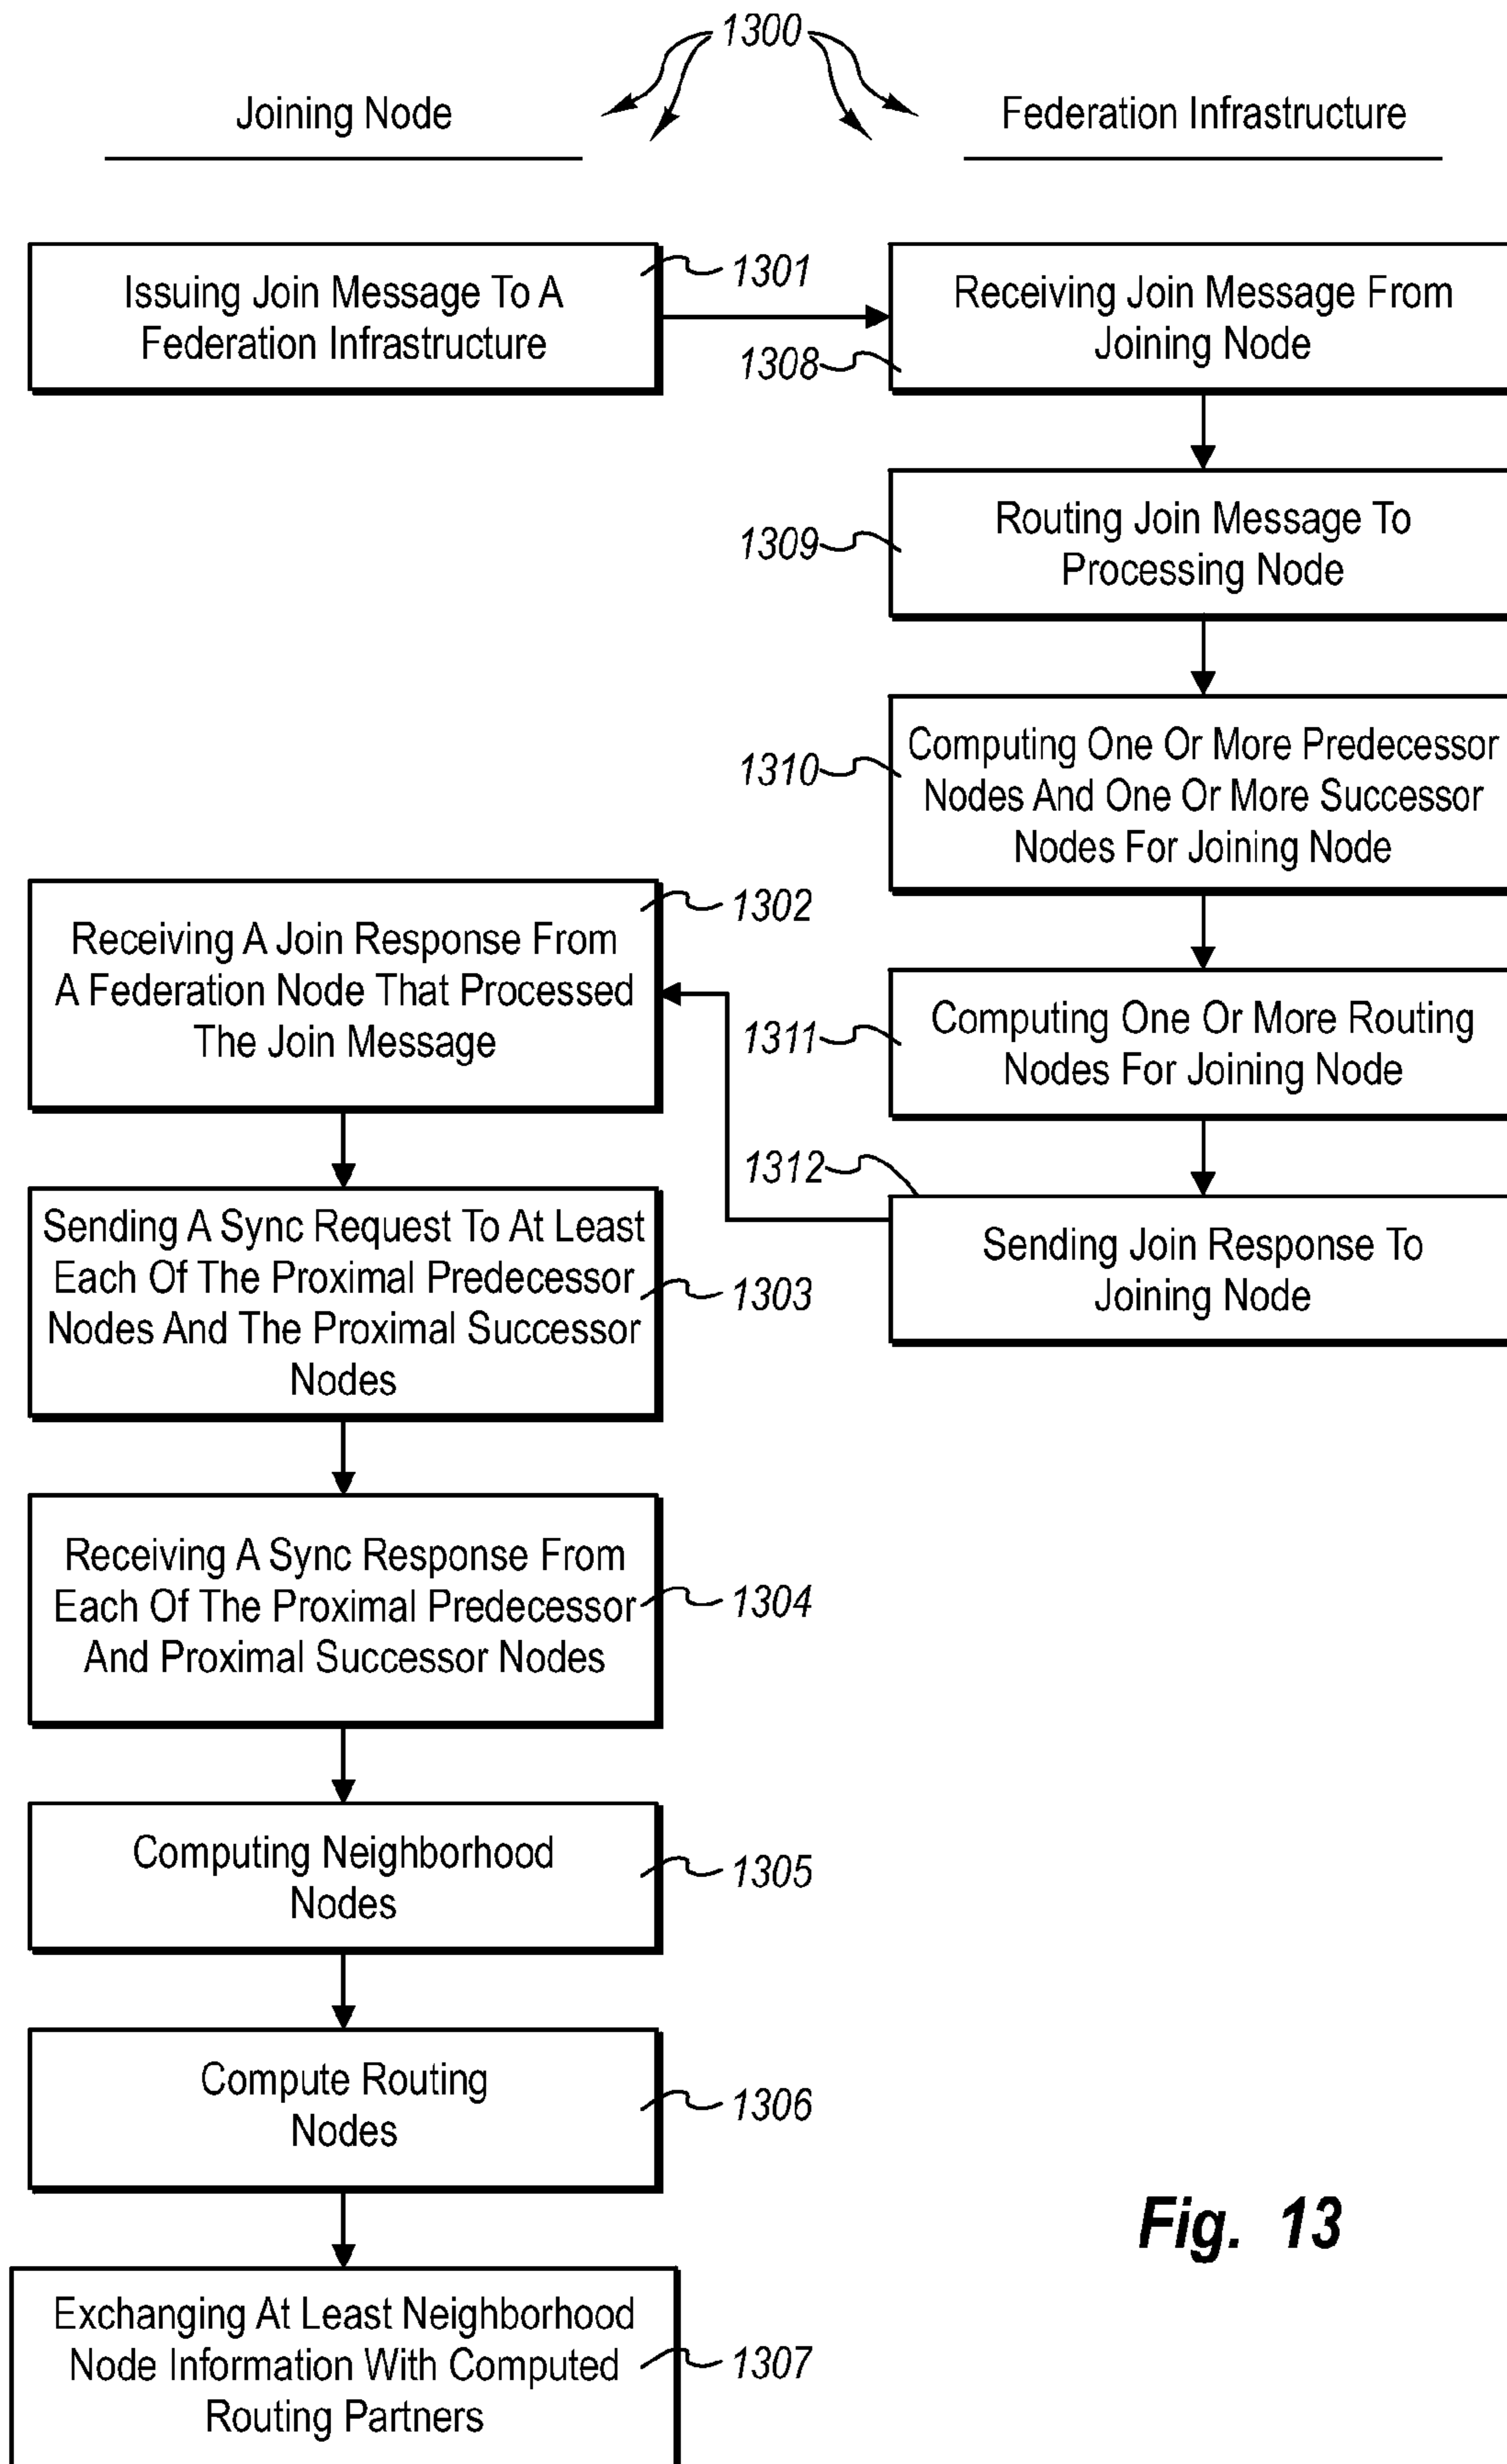 1300
Joining Node
Federation Infrastructure
Issuing Join Message To A
Federation Infrastructure
1301
Receiving Join Message From
Joining Node
1308
Routing Join Message To
Processing Node
1309
Computing One Or More Predecessor
Nodes And One Or More Successor
Nodes For Joining Node
1310
Receiving A Join Response From
A Federation Node That Processed
The Join Message
1302
Computing One Or More Routing
Nodes For Joining Node
1311
1312
Sending Join Response To
Joining Node
Sending A Sync Request To At Least
Each Of The Proximal Predecessor
Nodes And The Proximal Successor
Nodes
1303
Receiving A Sync Response From
Each Of The Proximal Predecessor
And Proximal Successor Nodes
1304
Computing Neighborhood
Nodes
1305
Compute Routing
Nodes
1306
Exchanging At Least Neighborhood
Node Information With Computed
Routing Partners
1307
Fig. 13